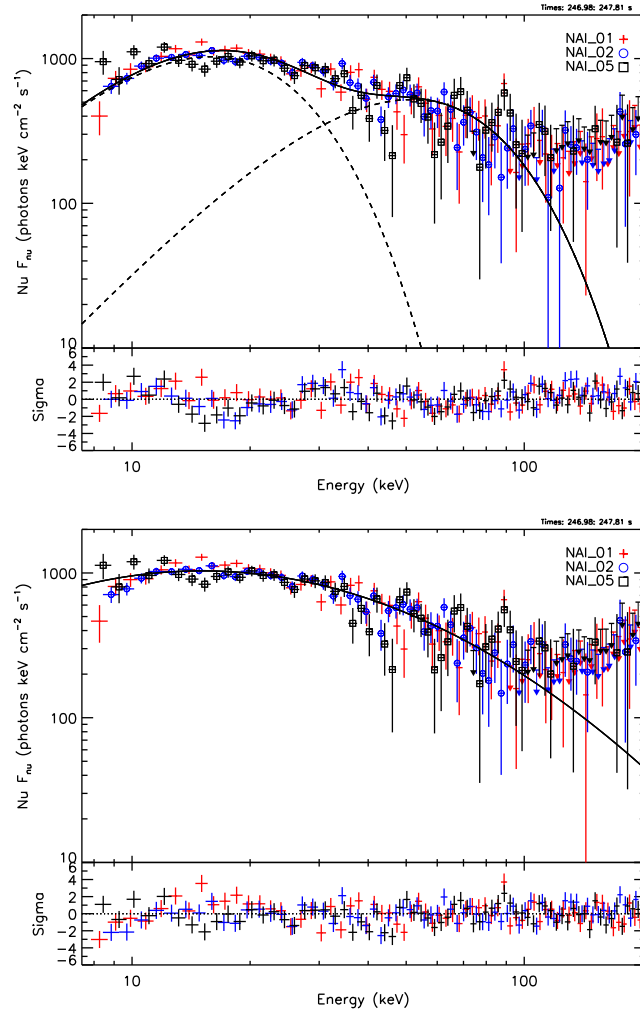 Times: 246.98: 247.81 s
NAI_01
NAI_02
NAI_05
1000
100
10
Nu Fnu (photons keV cm−2 s−1)
6
4
2
0
−2
−4
−6
Sigma
10
100
Energy (keV)
Times: 246.98: 247.81 s
NAI_01
NAI_02
NAI_05
1000
100
10
Nu Fnu (photons keV cm−2 s−1)
4
2
0
−2
−4
−6
Sigma
10
100
Energy (keV)